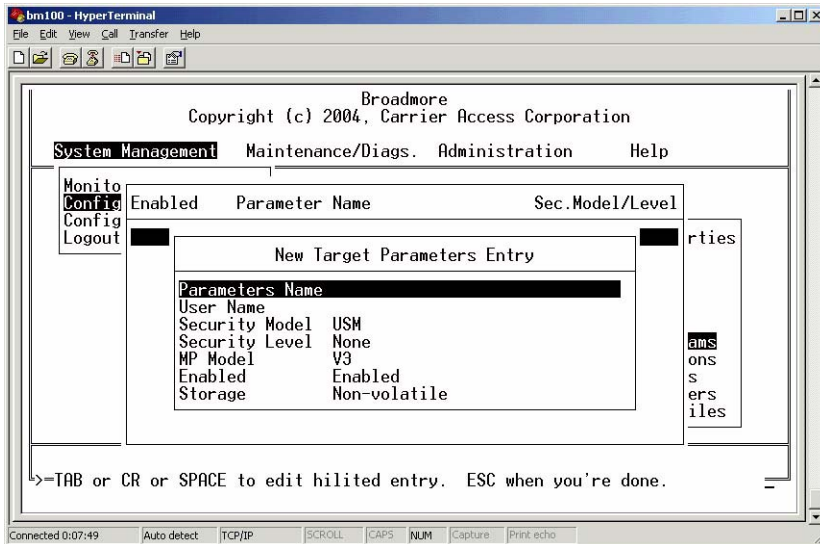 bm100 - HyperTerminal
File Edit View Call Transfer Help
Broadmore
Copyright (c) 2004, Carrier Access Corporation
System Management Maintenance/Diags. Administration Help
Monito
Config
Config
Logout
Enabled Parameter Name Sec.Model/Level
rties
New Target Parameters Entry
Parameters Name
User Name
Security Model USM
Security Level None
MP Model V3
Enabled Enabled
Storage Non-volatile
ams
ons
s
ers
iles
>=TAB or CR or SPACE to edit hilited entry. ESC when you're done.
Connected 0:07:49 Auto detect TCP/IP SCROLL CAPS NUM Capture Print echo